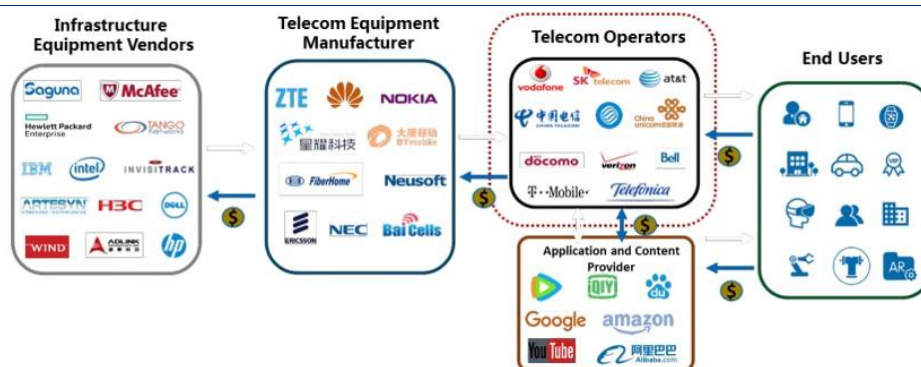 Infrastructure
Equipment Vendors
Saguna
McAfee
Hewlett Packard
Enterprise
TANGO
Networks
IBM
intel
INVISITRACK
ARTESYN
H3C
DELL
WIND
ADLINK
hp
Telecom Equipment
Manufacturer
ZTE
NOKIA
星耀科技
大唐移动
DTmobile
FiberHome
Neusoft
ERICSSON
NEC
BaiCells
$
$
Telecom Operators
vodafone
SK telecom
at&t
中国电信
CHINA TELECOM
China
unicom中国联通
döcomo
verizon
Bell
T··Mobile·
Telefónica
$
$
Application and Content
Provider
QIY
du
Google
amazon
YouTube
阿里巴巴
Alibaba.com
$
End Users
VIP
AR